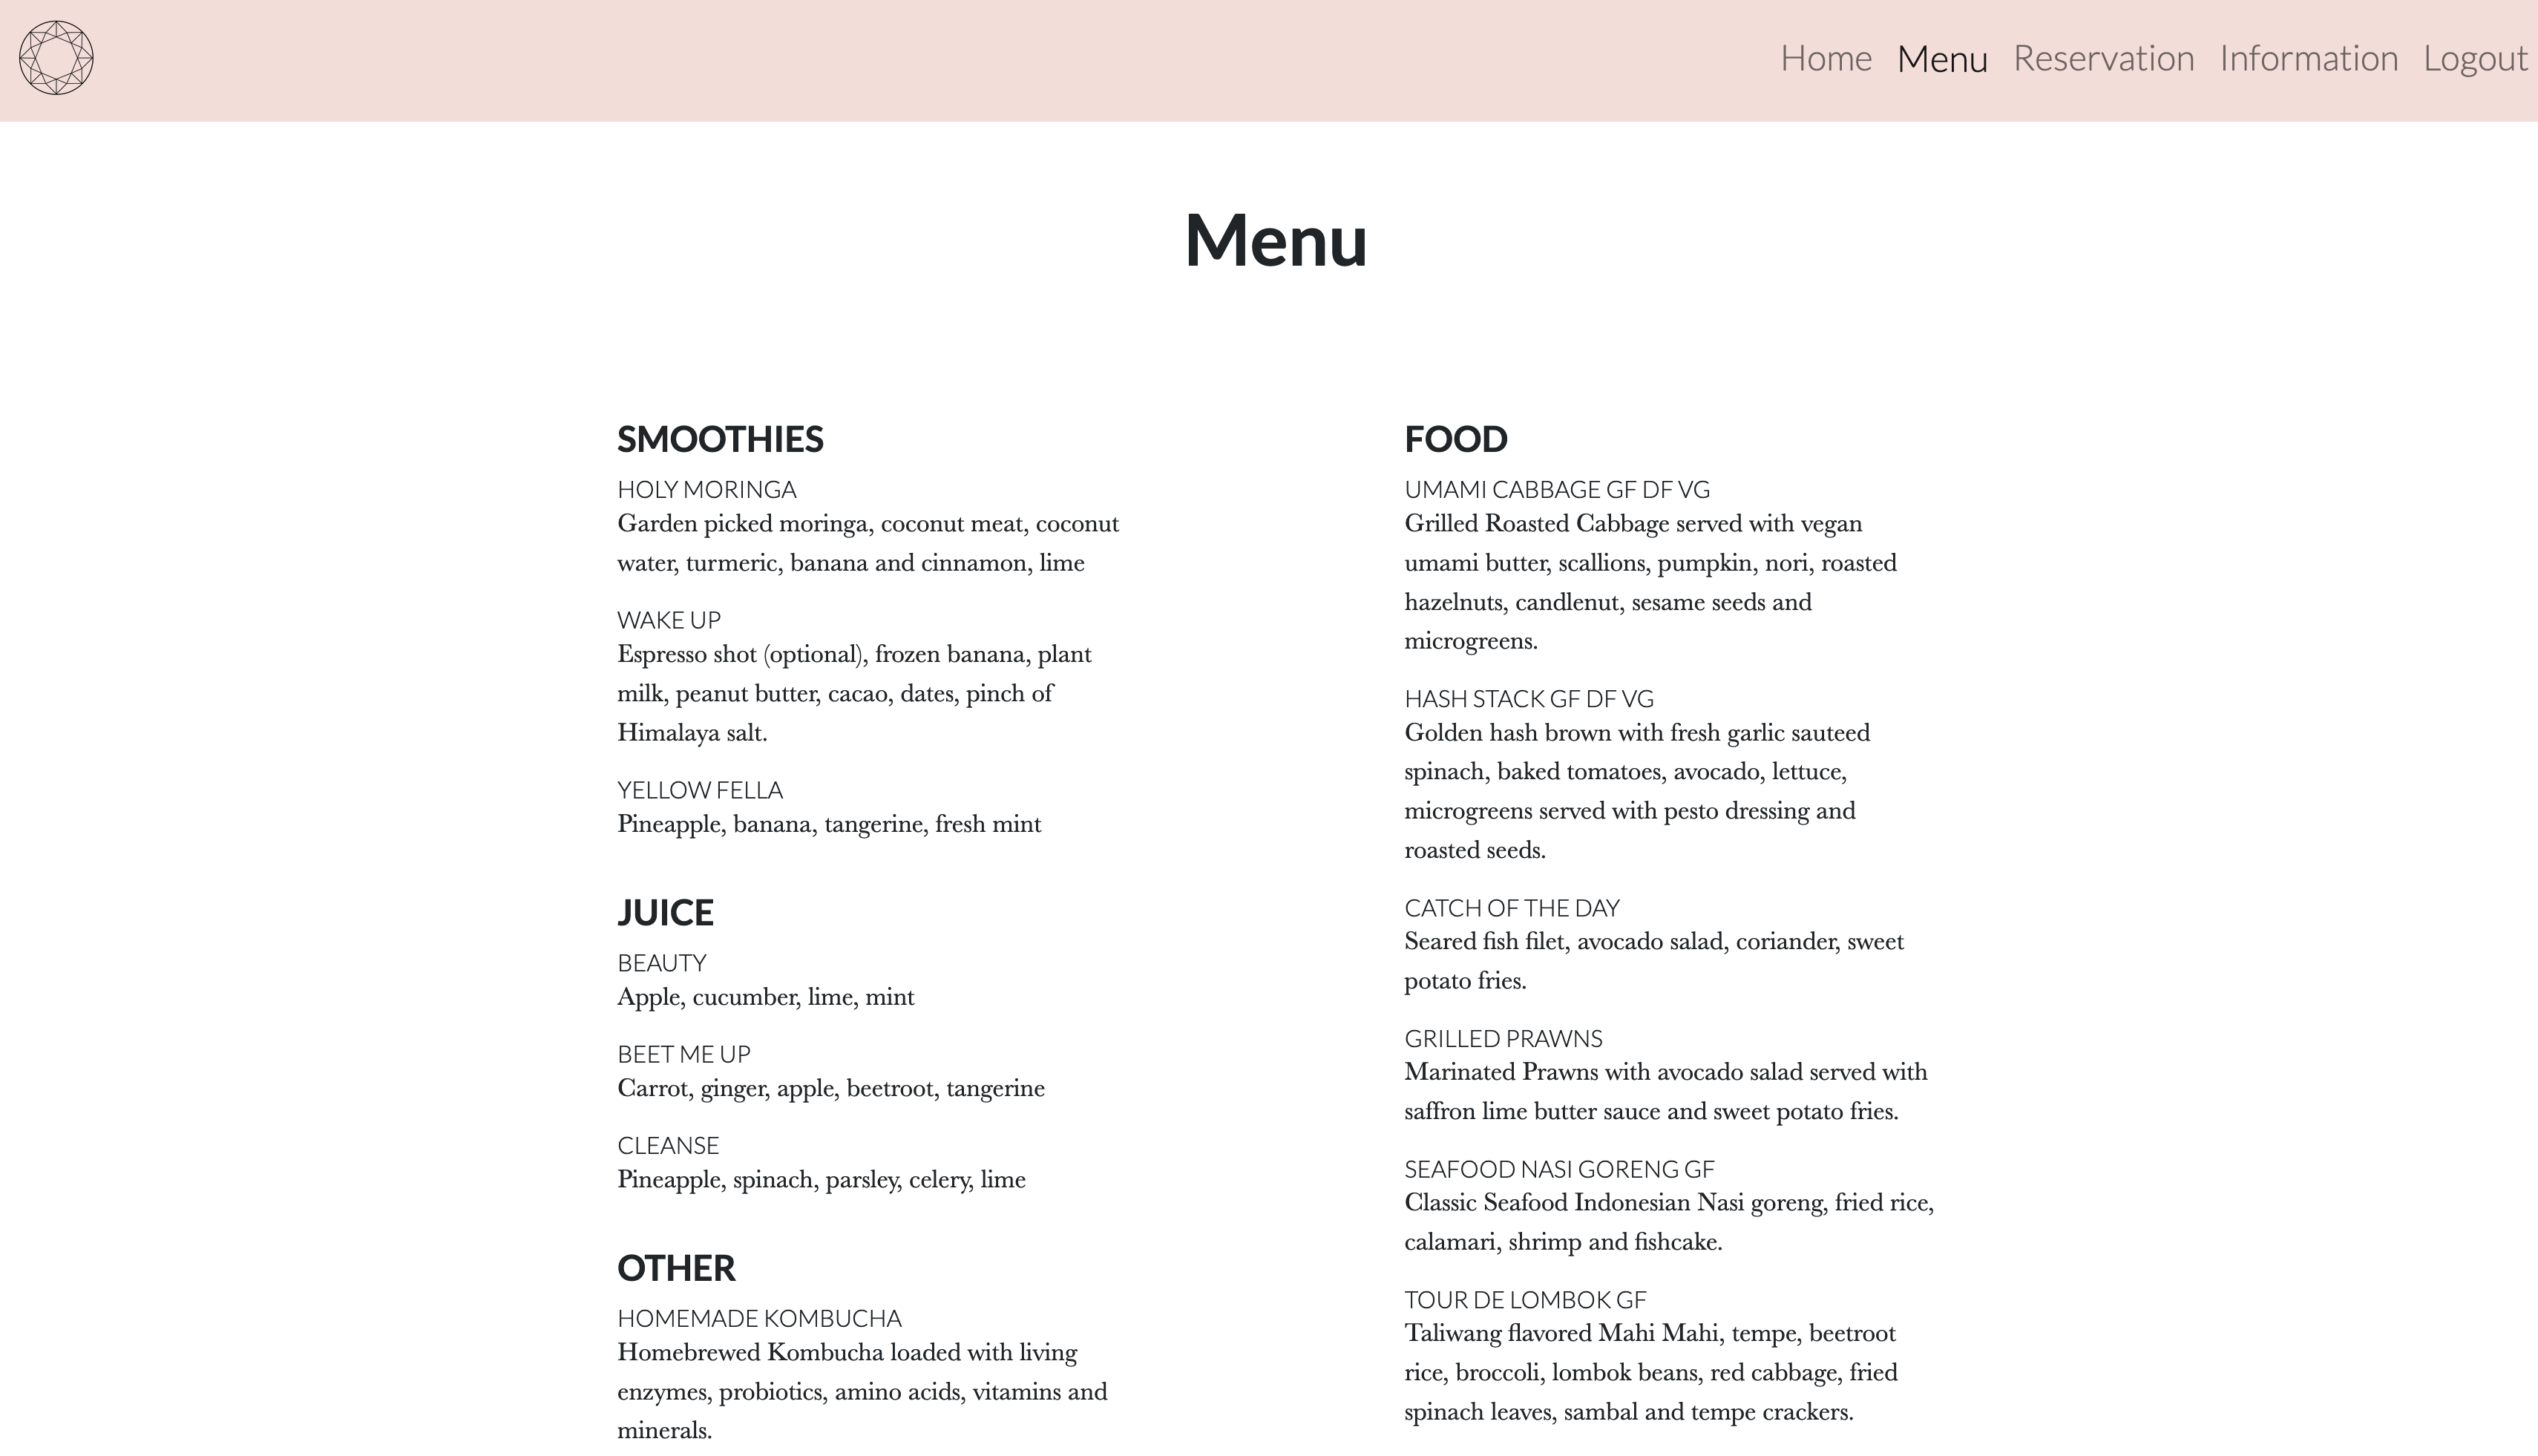 Home Menu Reservation Information Logout
Menu
SMOOTHIES
HOLY MORINGA
Garden picked moringa, coconut meat, coconut
water, turmeric, banana and cinnamon, lime
WAKE UP
Espresso shot (optional), frozen banana, plant
milk, peanut butter, cacao, dates, pinch of
Himalaya salt.
YELLOW FELLA
Pineapple, banana, tangerine, fresh mint
JUICE
BEAUTY
Apple, cucumber, lime, mint
BEET ME UP
Carrot, ginger, apple, beetroot, tangerine
CLEANSE
Pineapple, spinach, parsley, celery, lime
OTHER
HOMEMADE KOMBUCHA
Homebrewed Kombucha loaded with living
enzymes, probiotics, amino acids, vitamins and
minerals.
FOOD
UMAMI CABBAGE GF DF VG
Grilled Roasted Cabbage served with vegan
umami butter, scallions, pumpkin, nori, roasted
hazelnuts, candlenut, sesame seeds and
microgreens.
HASH STACK GF DF VG
Golden hash brown with fresh garlic sauteed
spinach, baked tomatoes, avocado, lettuce,
microgreens served with pesto dressing and
roasted seeds.
CATCH OF THE DAY
Seared fish filet, avocado salad, coriander, sweet
potato fries.
GRILLED PRAWNS
Marinated Prawns with avocado salad served with
saffron lime butter sauce and sweet potato fries.
SEAFOOD NASI GORENG GF
Classic Seafood Indonesian Nasi goreng, fried rice,
calamari, shrimp and fishcake.
TOUR DE LOMBOK GF
Taliwang flavored Mahi Mahi, tempe, beetroot
rice, broccoli, lombok beans, red cabbage, fried
spinach leaves, sambal and tempe crackers.